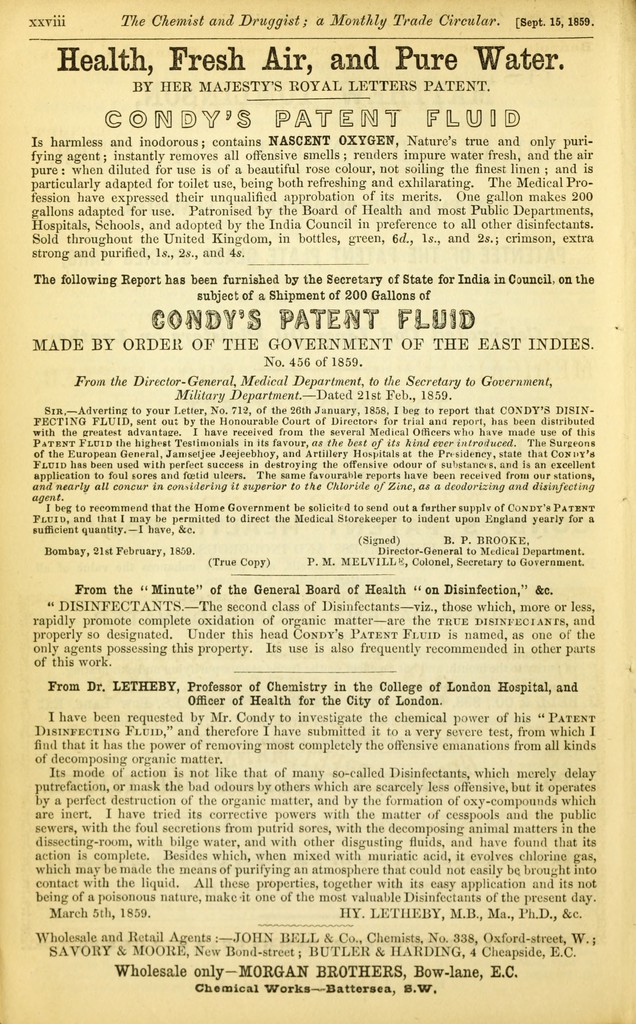 xxviii The Chemist and Druggist; a Monthly Trade Circular. [Sept. 15, 1859.
Health, Fresh Air, and Pure Water.
BY HER MAJESTY'S ROYAL LETTERS PATENT.
CONDY'S PATENT FLUID
Is harmless and inodorous; contains NASCENT OXYGEN, Nature's true and only puri-
fying agent; instantly removes all offensive smells; renders impure water fresh, and the air
pure: when diluted for use is of a beautiful rose colour, not soiling the finest linen; and is
particularly adapted for toilet use, being both refreshing and exhilarating. The Medical Pro-
fession have expressed their unqualified approbation of its merits. One gallon makes 200
gallons adapted for use. Patronised by the Board of Health and most Public Departments,
Hospitals, Schools, and adopted by the India Council in preference to all other disinfectants.
Sold throughout the United Kingdom, in bottles, green, 6d., 1s., and 2s.; crimson, extra
strong and purified, 1s., 2s., and 4s.
The following Report has been furnished by the Secretary of State for India in Council, on the
subject of a Shipment of 200 Gallons of
CONDY'S PATENT FLUID
MADE BY ORDER OF THE GOVERNMENT OF THE EAST INDIES.
No. 456 of 1859.
From the Director-General, Medical Department, to the Secretary to Government,
Military Department.—Dated 21st Feb., 1859.
SIR,—Adverting to your Letter, No. 712, of the 26th January, 1858, I beg to report that CONDY'S DISIN-
FECTING FLUID, sent out by the Honourable Court of Directors for trial and report, has been distributed
with the greatest advantage. I have received from the several Medical Officers who have made use of this
PATENT FLUID the highest Testimonials in its favour, as the best of its kind ever introduced. The Surgeons
of the European General, Jamsetjee Jeejeebhoy, and Artillery Hospitals at the Presidency, state that CONDY'S
FLUID has been used with perfect success in destroying the offensive odour of substances, and is an excellent
application to foul sores and fœtid ulcers. The same favourable reports have been received from our stations,
and nearly all concur in considering it superior to the Chloride of Zinc, as a deodorizing and disinfecting
agent.
I beg to recommend that the Home Government be solicited to send out a further supply of CONDY'S PATENT
FLUID, and that I may be permitted to direct the Medical Storekeeper to indent upon England yearly for a
sufficient quantity.—I have, &c.
(Signed) B. P. BROOKE,
Bombay, 21st February, 1859. Director-General to Medical Department.
(True Copy) P. M. MELVILLE, Colonel, Secretary to Government.
From the "Minute" of the General Board of Health "on Disinfection," &c.
"DISINFECTANTS.—The second class of Disinfectants—viz., those which, more or less,
rapidly promote complete oxidation of organic matter—are the TRUE DISINFECTANTS, and
properly so designated. Under this head CONDY'S PATENT FLUID is named, as one of the
only agents possessing this property. Its use is also frequently recommended in other parts
of this work.
From Dr. LETHEBY, Professor of Chemistry in the College of London Hospital, and
Officer of Health for the City of London.
I have been requested by Mr. Condy to investigate the chemical power of his "PATENT
DISINFECTING FLUID," and therefore I have submitted it to a very severe test, from which I
find that it has the power of removing most completely the offensive emanations from all kinds
of decomposing organic matter.
Its mode of action is not like that of many so-called Disinfectants, which merely delay
putrefaction, or mask the bad odours by others which are scarcely less offensive, but it operates
by a perfect destruction of the organic matter, and by the formation of oxy-compounds which
are inert. I have tried its corrective powers with the matter of cesspools and the public
sewers, with the foul secretions from putrid sores, with the decomposing animal matters in the
dissecting-room, with bilge water, and with other disgusting fluids, and have found that its
action is complete. Besides which, when mixed with muriatic acid, it evolves chlorine gas,
which may be made the means of purifying an atmosphere that could not easily be brought into
contact with the liquid. All these properties, together with its easy application and its not
being of a poisonous nature, make it one of the most valuable Disinfectants of the present day.
March 5th, 1859. HY. LETHEBY, M.B., Ma., Ph.D., &c.
Wholesale and Retail Agents:—JOHN BELL & Co., Chemists, No. 338, Oxford-street, W.;
SAVORY & MOORE, New Bond-street; BUTLER & HARDING, 4 Cheapside, E.C.
Wholesale only—MORGAN BROTHERS, Bow-lane, E.C.
Chemical Works—Battersea, S.W.